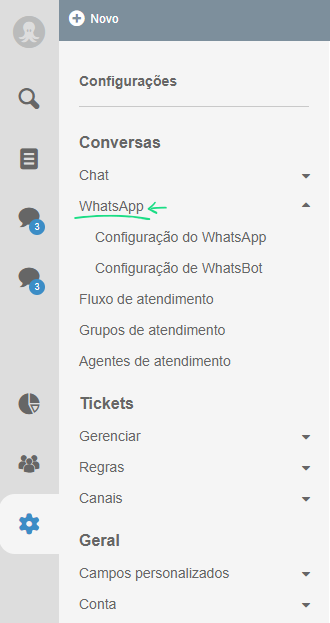 Novo
Configurações
Conversas
Chat
WhatsApp
3
Configuração do WhatsApp
Configuração de WhatsBot
3
Fluxo de atendimento
Grupos de atendimento
Agentes de atendimento
Tickets
Gerenciar
Regras
Canais
Geral
Campos personalizados
Conta